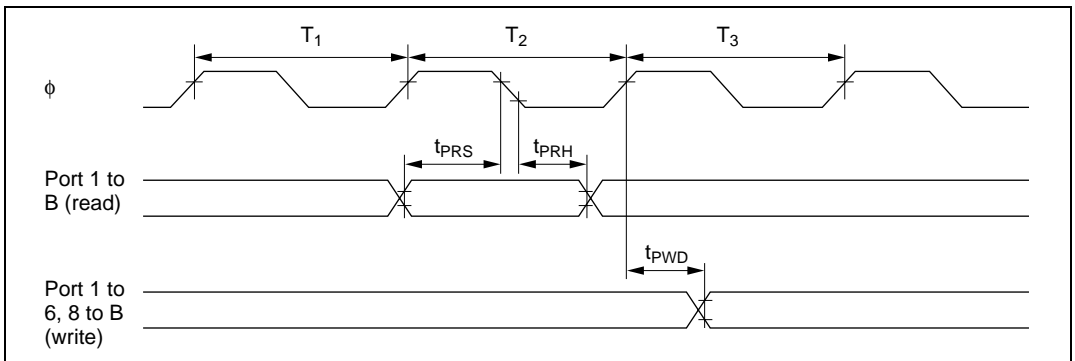 T1 T2 T3
ϕ
tPRS tPRH
Port 1 to
B (read)
tPWD
Port 1 to
6, 8 to B
(write)